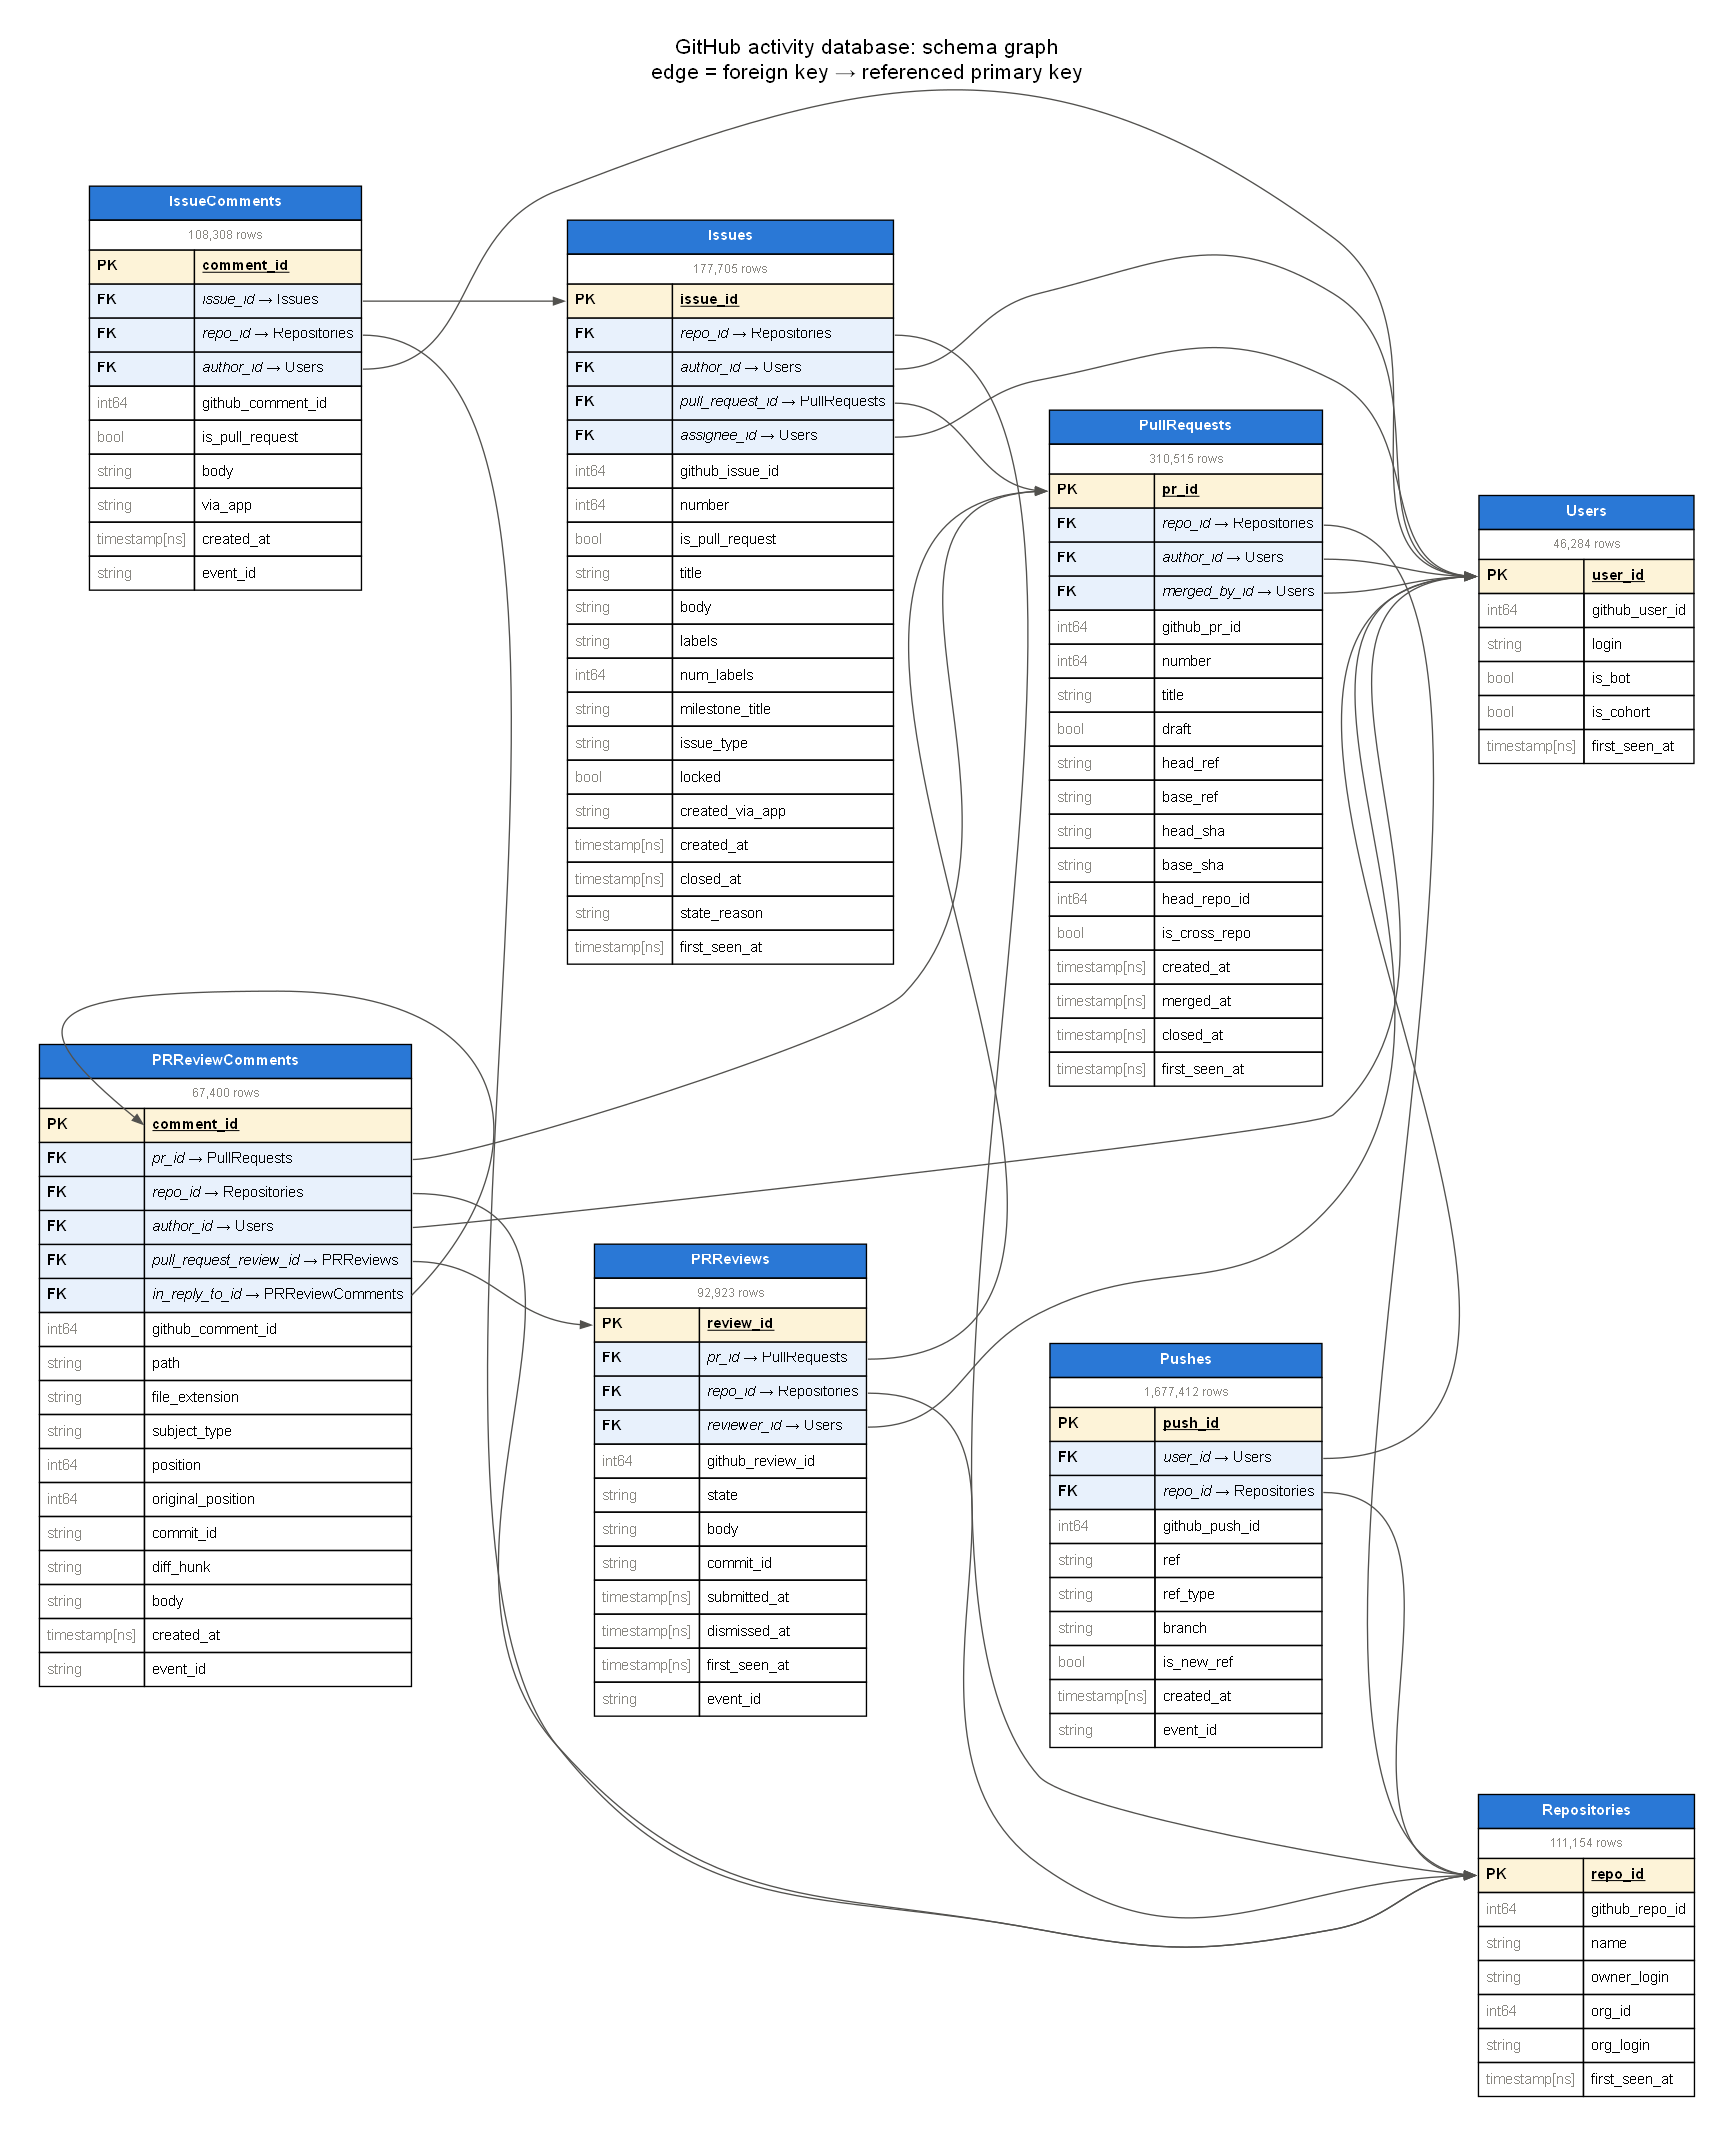 GitHub activity database: schema graph
edge = foreign key → referenced primary key
IssueComments
108,308 rows
PK comment_id
FK issue_id → Issues
FK repo_id → Repositories
FK author_id → Users
int64 github_comment_id
bool is_pull_request
string body
string via_app
timestamp[ns] created_at
string event_id
Issues
177,705 rows
PK issue_id
FK repo_id → Repositories
FK author_id → Users
FK pull_request_id → PullRequests
FK assignee_id → Users
int64 github_issue_id
int64 number
bool is_pull_request
string title
string body
string labels
int64 num_labels
string milestone_title
string issue_type
bool locked
string created_via_app
timestamp[ns] created_at
timestamp[ns] closed_at
string state_reason
timestamp[ns] first_seen_at
PullRequests
310,515 rows
PK pr_id
FK repo_id → Repositories
FK author_id → Users
FK merged_by_id → Users
int64 github_pr_id
int64 number
string title
bool draft
string head_ref
string base_ref
string head_sha
string base_sha
int64 head_repo_id
bool is_cross_repo
timestamp[ns] created_at
timestamp[ns] merged_at
timestamp[ns] closed_at
timestamp[ns] first_seen_at
Users
46,284 rows
PK user_id
int64 github_user_id
string login
bool is_bot
bool is_cohort
timestamp[ns] first_seen_at
PRReviewComments
67,400 rows
PK comment_id
FK pr_id → PullRequests
FK repo_id → Repositories
FK author_id → Users
FK pull_request_review_id → PRReviews
FK in_reply_to_id → PRReviewComments
int64 github_comment_id
string path
string file_extension
string subject_type
int64 position
int64 original_position
string commit_id
string diff_hunk
string body
timestamp[ns] created_at
string event_id
PRReviews
92,923 rows
PK review_id
FK pr_id → PullRequests
FK repo_id → Repositories
FK reviewer_id → Users
int64 github_review_id
string state
string body
string commit_id
timestamp[ns] submitted_at
timestamp[ns] dismissed_at
timestamp[ns] first_seen_at
string event_id
Pushes
1,677,412 rows
PK push_id
FK user_id → Users
FK repo_id → Repositories
int64 github_push_id
string ref
string ref_type
string branch
bool is_new_ref
timestamp[ns] created_at
string event_id
Repositories
111,154 rows
PK repo_id
int64 github_repo_id
string name
string owner_login
int64 org_id
string org_login
timestamp[ns] first_seen_at